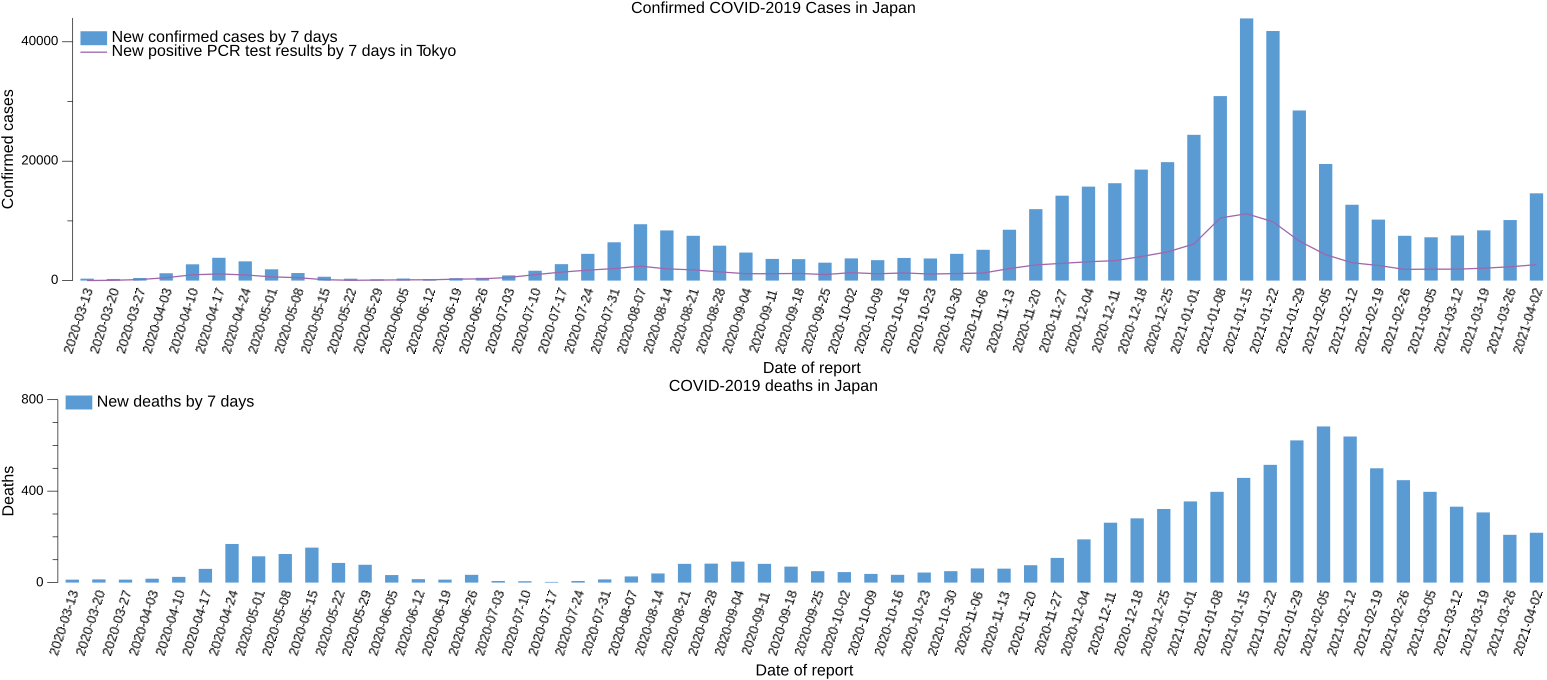 Confirmed COVID-2019 Cases in Japan
New confirmed cases by 7 days
New positive PCR test results by 7 days in Tokyo
Confirmed cases
40000
20000
0
2020-03-13 2020-03-20 2020-03-27 2020-04-03 2020-04-10 2020-04-17 2020-04-24 2020-05-01 2020-05-08 2020-05-15 2020-05-22 2020-05-29 2020-06-05 2020-06-12 2020-06-19 2020-06-26 2020-07-03 2020-07-10 2020-07-17 2020-07-24 2020-07-31 2020-08-07 2020-08-14 2020-08-21 2020-08-28 2020-09-04 2020-09-11 2020-09-18 2020-09-25 2020-10-02 2020-10-09 2020-10-16 2020-10-23 2020-10-30 2020-11-06 2020-11-13 2020-11-20 2020-11-27 2020-12-04 2020-12-11 2020-12-18 2020-12-25 2021-01-01 2021-01-08 2021-01-15 2021-01-22 2021-01-29 2021-02-05 2021-02-12 2021-02-19 2021-02-26 2021-03-05 2021-03-12 2021-03-19 2021-03-26 2021-04-02
Date of report
COVID-2019 deaths in Japan
New deaths by 7 days
Deaths
800
400
0
2020-03-13 2020-03-20 2020-03-27 2020-04-03 2020-04-10 2020-04-17 2020-04-24 2020-05-01 2020-05-08 2020-05-15 2020-05-22 2020-05-29 2020-06-05 2020-06-12 2020-06-19 2020-06-26 2020-07-03 2020-07-10 2020-07-17 2020-07-24 2020-07-31 2020-08-07 2020-08-14 2020-08-21 2020-08-28 2020-09-04 2020-09-11 2020-09-18 2020-09-25 2020-10-02 2020-10-09 2020-10-16 2020-10-23 2020-10-30 2020-11-06 2020-11-13 2020-11-20 2020-11-27 2020-12-04 2020-12-11 2020-12-18 2020-12-25 2021-01-01 2021-01-08 2021-01-15 2021-01-22 2021-01-29 2021-02-05 2021-02-12 2021-02-19 2021-02-26 2021-03-05 2021-03-12 2021-03-19 2021-03-26 2021-04-02
Date of report